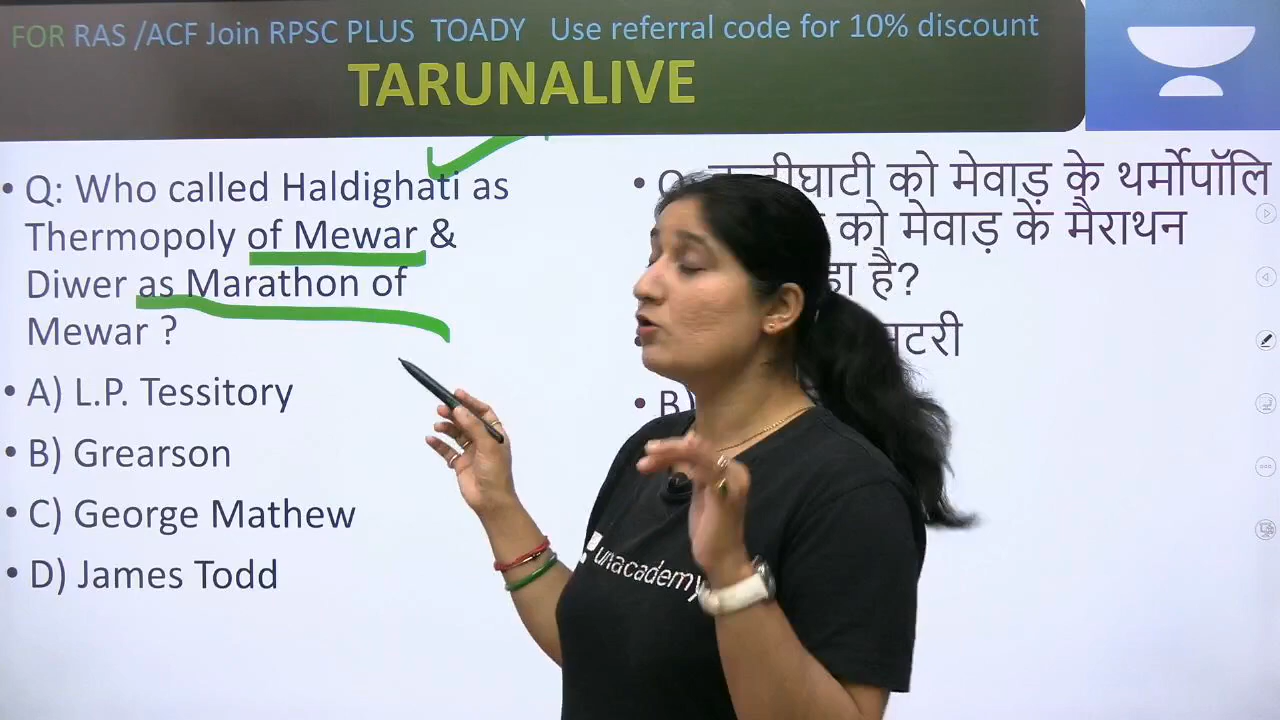 FOR RAS /ACF Join RPSC PLUS TOADY Use referral code for 10% discount
TARUNALIVE
• Q: Who called Haldighati as
Thermopoly of Mewar &
Diwer as Marathon of
Mewar ?
• A) L.P. Tessitory
• B) Grearson
• C) George Mathew
• D) James Todd
• को मेवाड़ के थर्मोपॉलि
को मेवाड़ के मैराथन
है?
• B)
unacademy